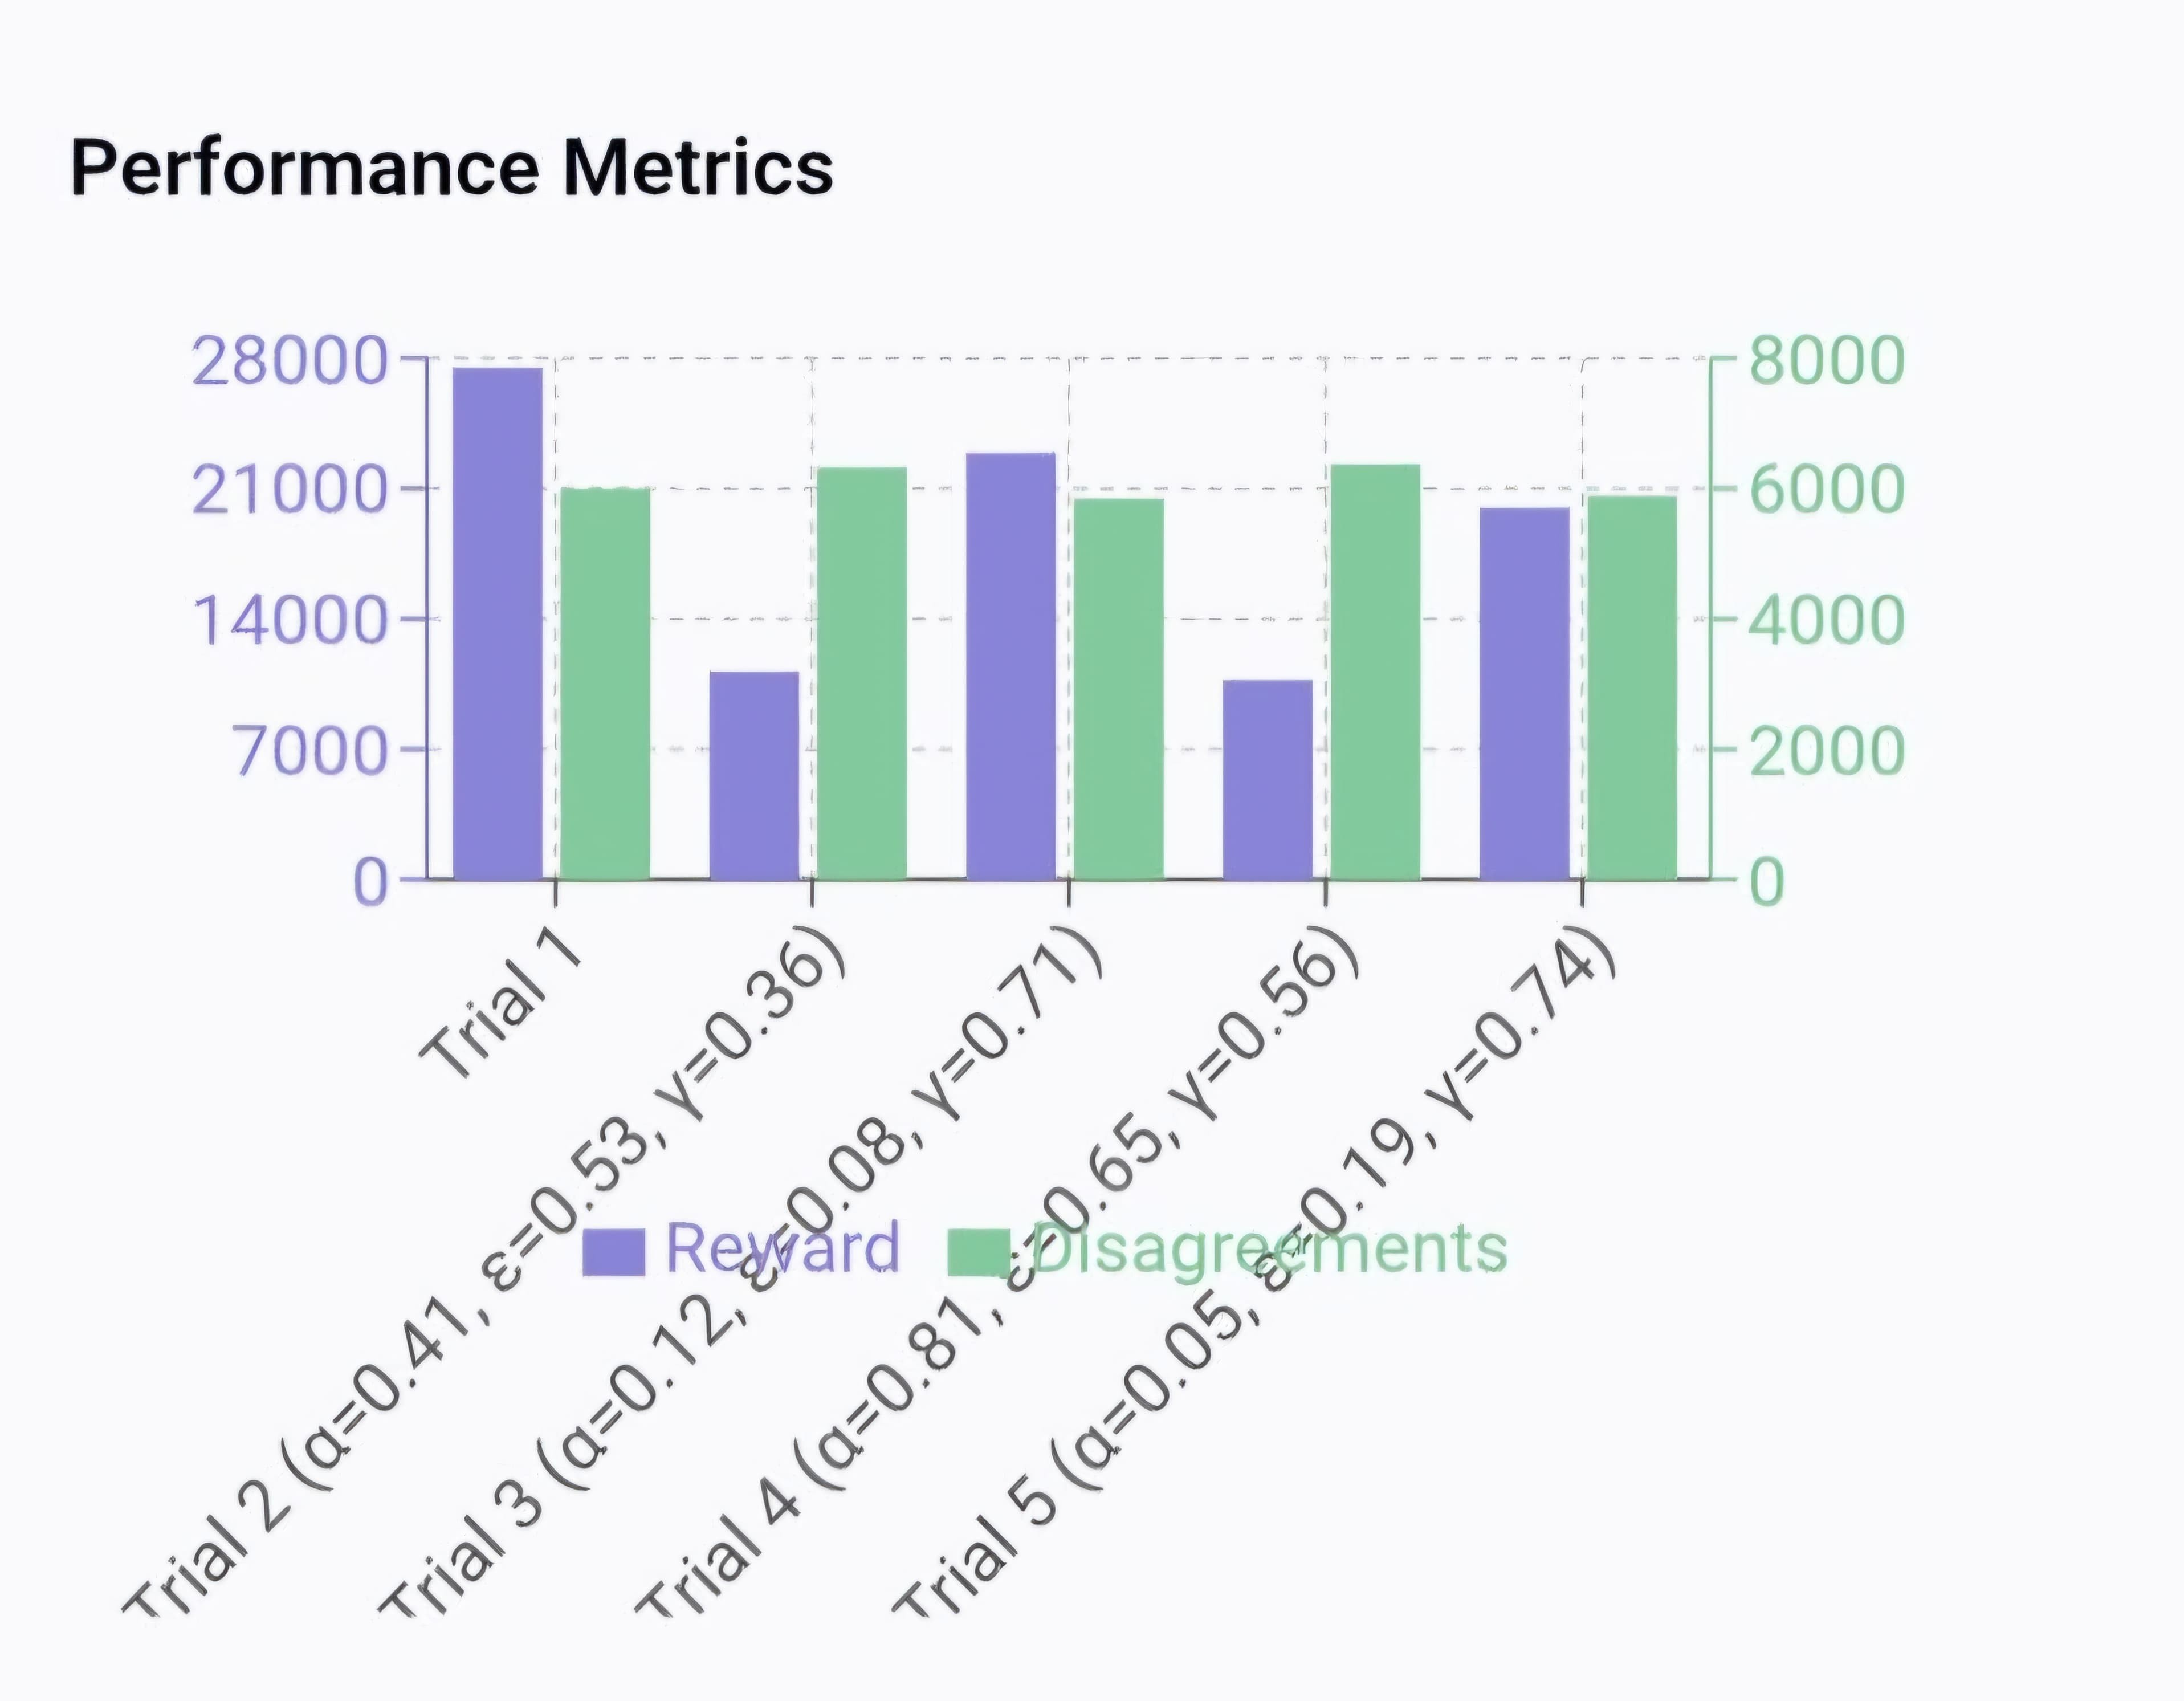 Performance Metrics
28000
21000
14000
7000
0
8000
6000
4000
2000
0
Trial 1
Trial 2 (α=0.41, ε=0.53, γ=0.36)
Trial 3 (α=0.12, ε=0.08, γ=0.71)
Trial 4 (α=0.81, ε=0.65, γ=0.56)
Trial 5 (α=0.05, ε=0.19, γ=0.74)
Reward
Disagreements